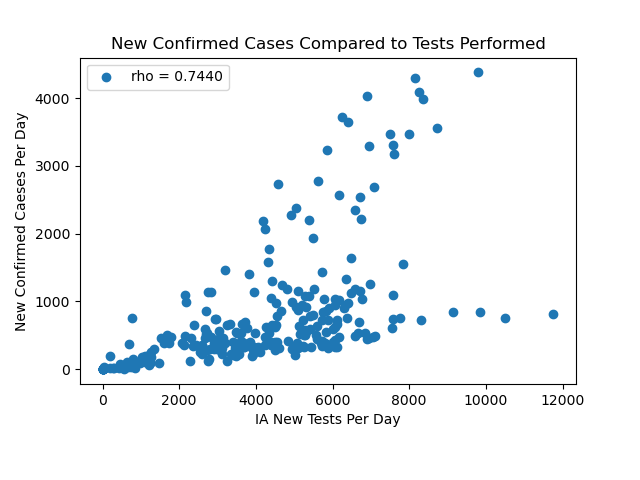 New Confirmed Cases Compared to Tests Performed
rho = 0.7440
New Confirmed Caeses Per Day
4000
3000
2000
1000
0
0 2000 4000 6000 8000 10000 12000
IA New Tests Per Day